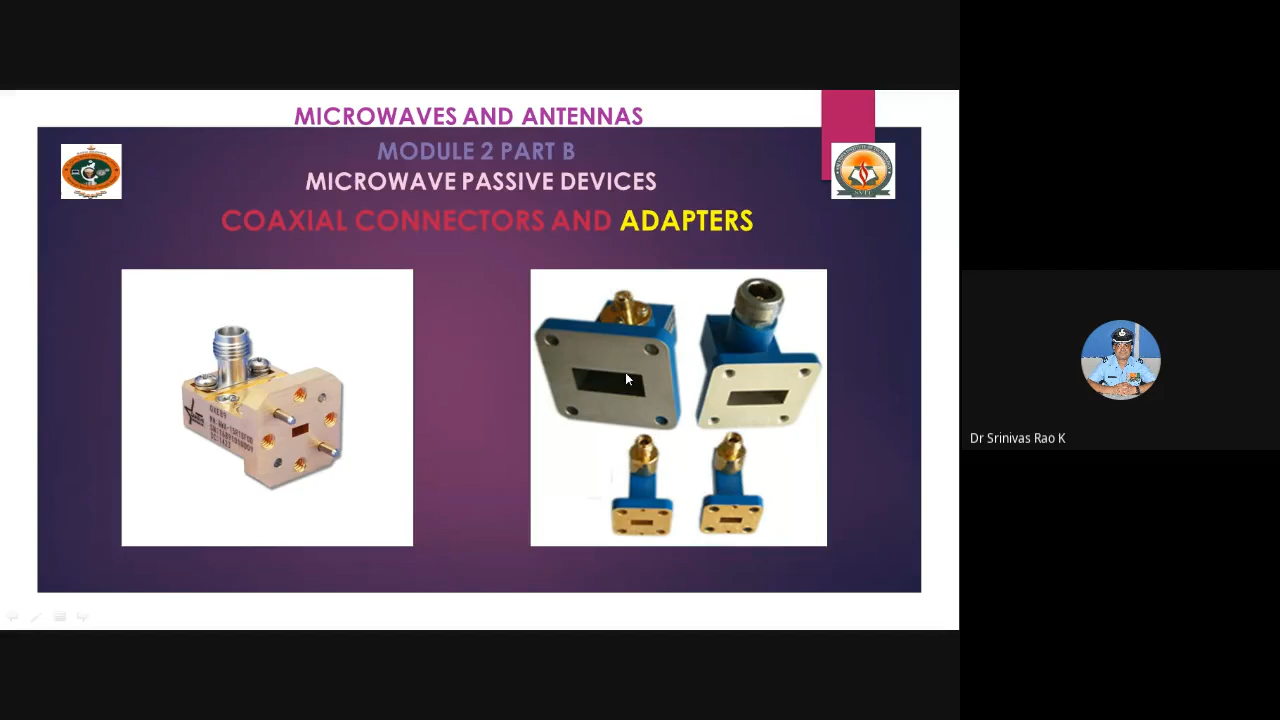 MICROWAVES AND ANTENNAS
MODULE 2 PART B
MICROWAVE PASSIVE DEVICES
COAXIAL CONNECTORS AND ADAPTERS
Dr Srinivas Rao K